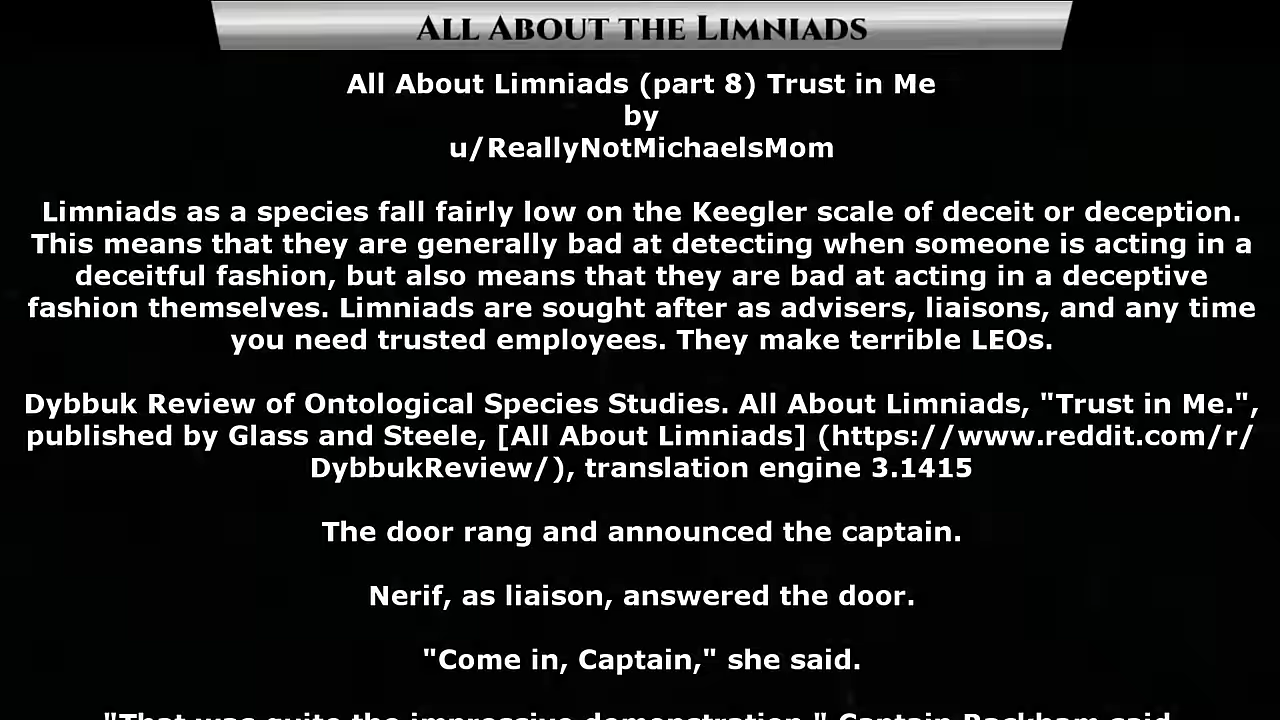 All About the Limniads
All About Limniads (part 8) Trust in Me
by
u/ReallyNotMichaelsMom
Limniads as a species fall fairly low on the Keegler scale of deceit or deception.
This means that they are generally bad at detecting when someone is acting in a
deceitful fashion, but also means that they are bad at acting in a deceptive
fashion themselves. Limniads are sought after as advisers, liaisons, and any time
you need trusted employees. They make terrible LEOs.
Dybbuk Review of Ontological Species Studies. All About Limniads, "Trust in Me.",
published by Glass and Steele, [All About Limniads] (https://www.reddit.com/r/
DybbukReview/), translation engine 3.1415
The door rang and announced the captain.
Nerif, as liaison, answered the door.
"Come in, Captain," she said.
"That was quite the impressive demonstration," Captain Rackham said.